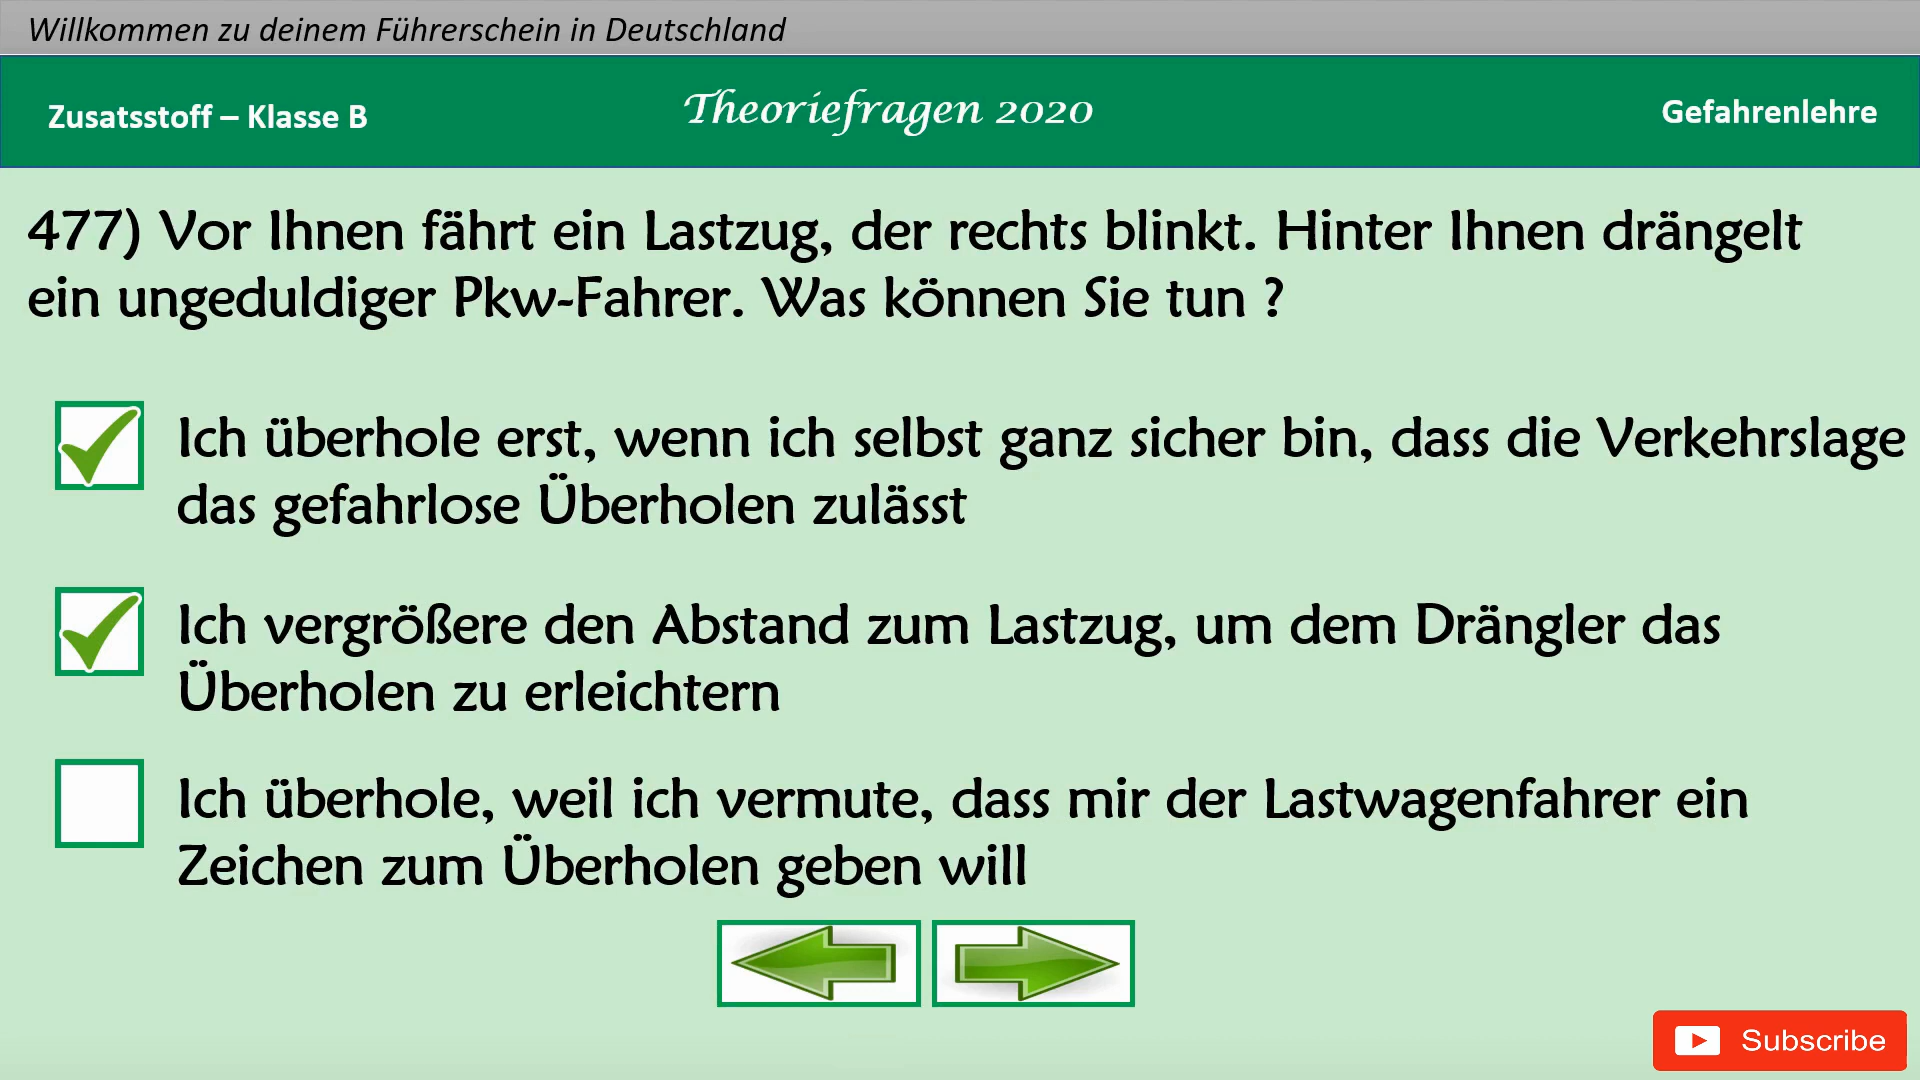 Willkommen zu deinem Führerschein in Deutschland
Zusatsstoff – Klasse B
Theoriefragen 2020
Gefahrenlehre
477) Vor Ihnen fährt ein Lastzug, der rechts blinkt. Hinter Ihnen drängelt
ein ungeduldiger Pkw-Fahrer. Was können Sie tun ?
Ich überhole erst, wenn ich selbst ganz sicher bin, dass die Verkehrslage
das gefahrlose Überholen zulässt
Ich vergrößere den Abstand zum Lastzug, um dem Drängler das
Überholen zu erleichtern
Ich überhole, weil ich vermute, dass mir der Lastwagenfahrer ein
Zeichen zum Überholen geben will
Subscribe